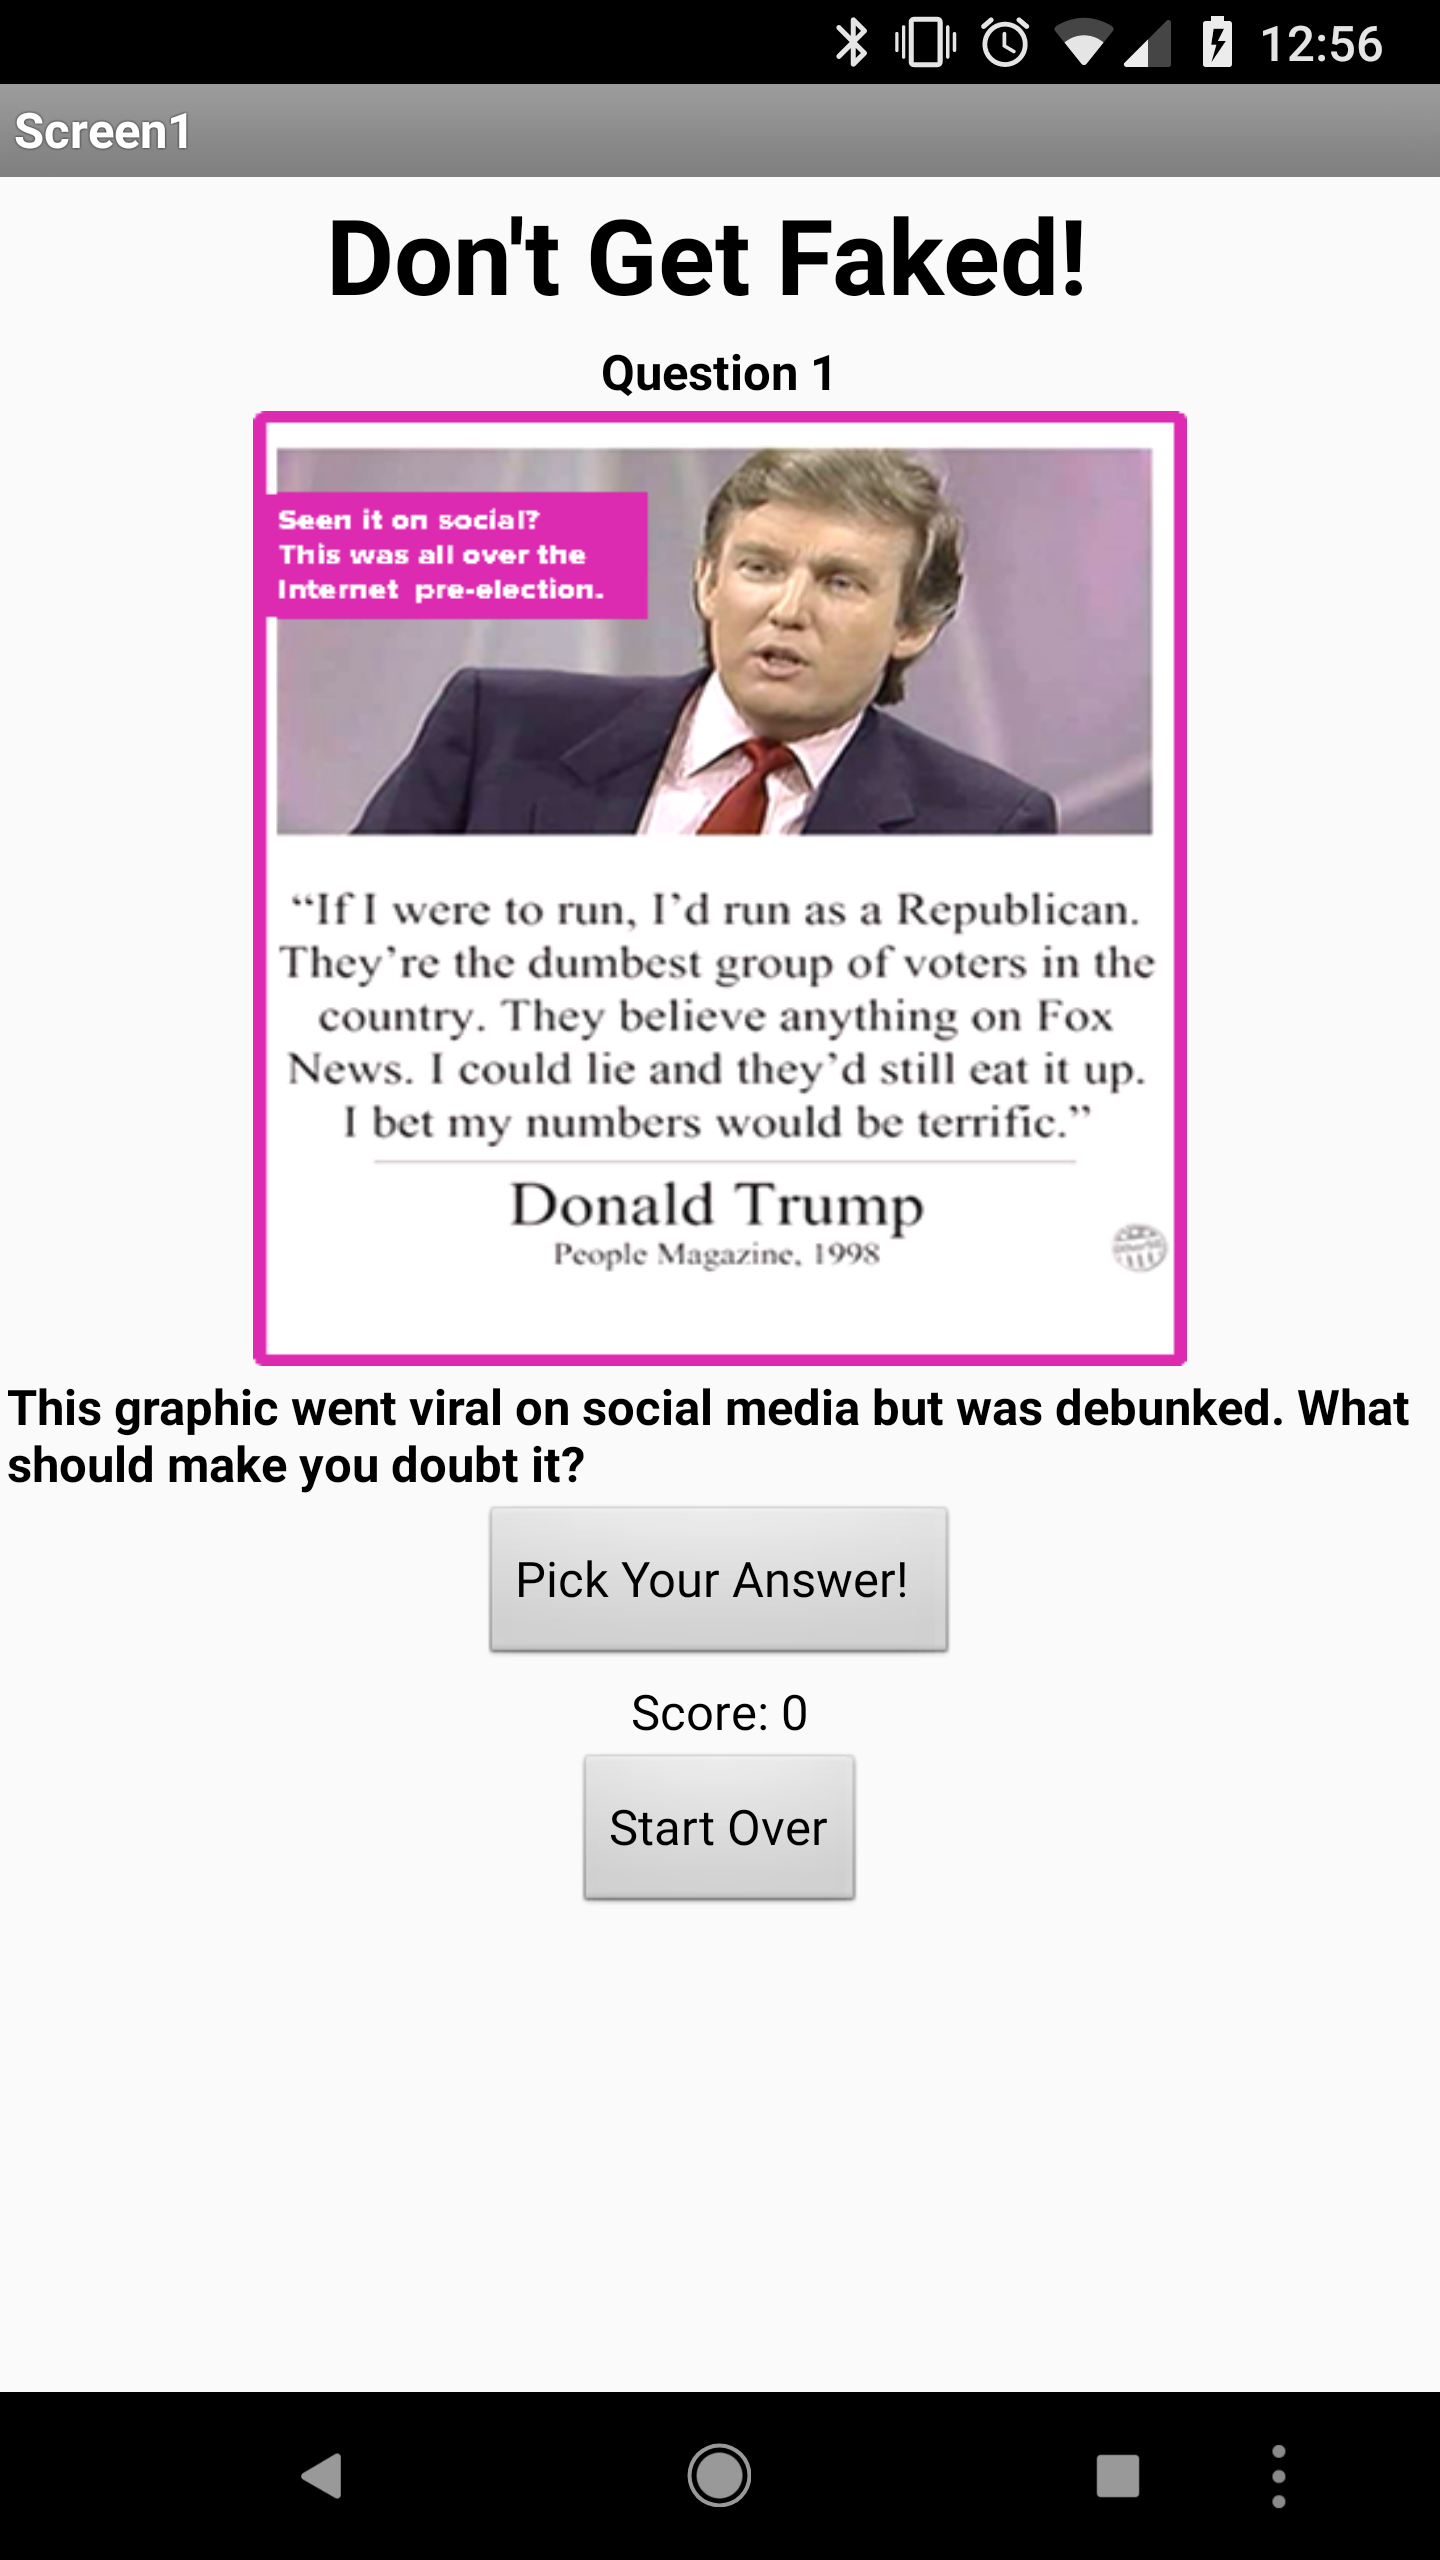 12:56
Screen1
Don't Get Faked!
Question 1
Seen it on social?
This was all over the
Internet pre-election.
“If I were to run, I’d run as a Republican.
They’re the dumbest group of voters in the
country. They believe anything on Fox
News. I could lie and they’d still eat it up.
I bet my numbers would be terrific.”
Donald Trump
People Magazine, 1998
This graphic went viral on social media but was debunked. What
should make you doubt it?
Pick Your Answer!
Score: 0
Start Over